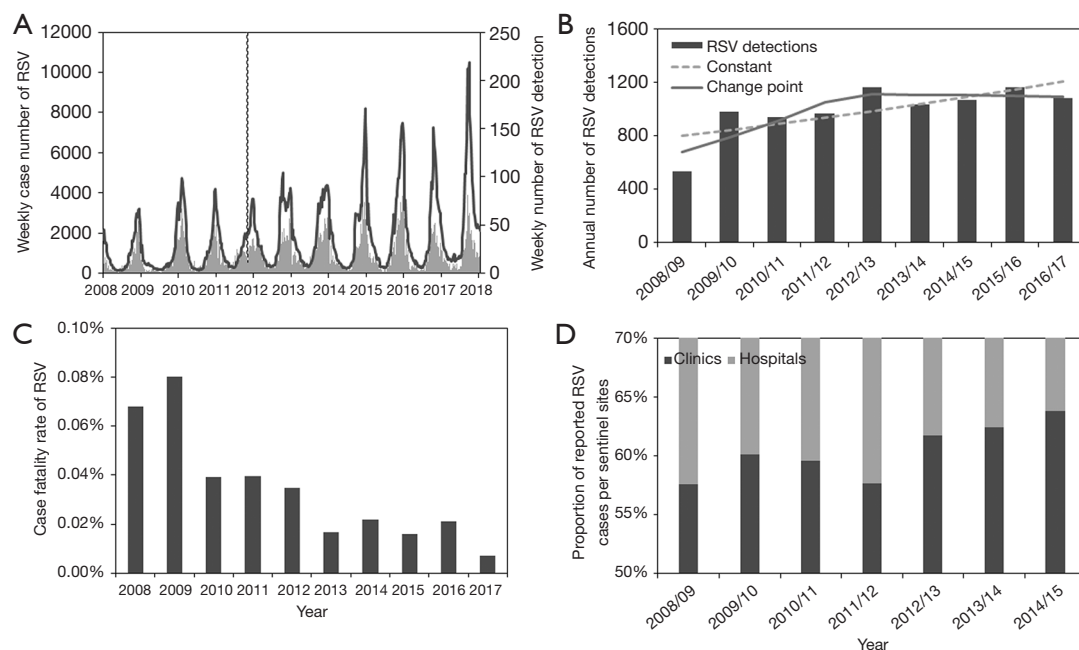 A
Weekly case number of RSV
12000
10000
8000
6000
4000
2000
0
250
200
150
100
50
0
Weekly number of RSV detection
2008 2009 2010 2011 2012 2013 2014 2015 2016 2017 2018
B
Annual number of RSV detections
1600
1200
800
400
0
RSV detections
Constant
Change point
2008/09 2009/10 2010/11 2011/12 2012/13 2013/14 2014/15 2015/16 2016/17
C
Case fatality rate of RSV
0.10%
0.08%
0.06%
0.04%
0.02%
0.00%
2008 2009 2010 2011 2012 2013 2014 2015 2016 2017
Year
D
Proportion of reported RSV
cases per sentinel sites
70%
65%
60%
55%
50%
Clinics Hospitals
2008/09 2009/10 2010/11 2011/12 2012/13 2013/14 2014/15
Year